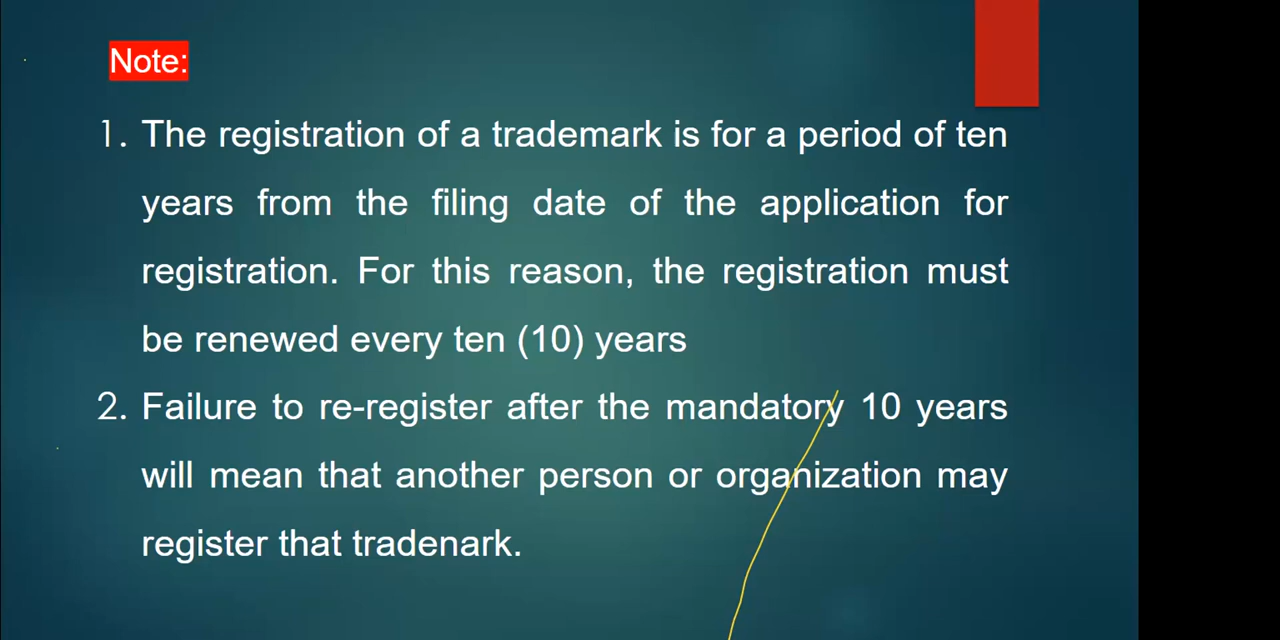 Note:
1. The registration of a trademark is for a period of ten
years from the filing date of the application for
registration. For this reason, the registration must
be renewed every ten (10) years
2. Failure to re-register after the mandatory 10 years
will mean that another person or organization may
register that tradenark.